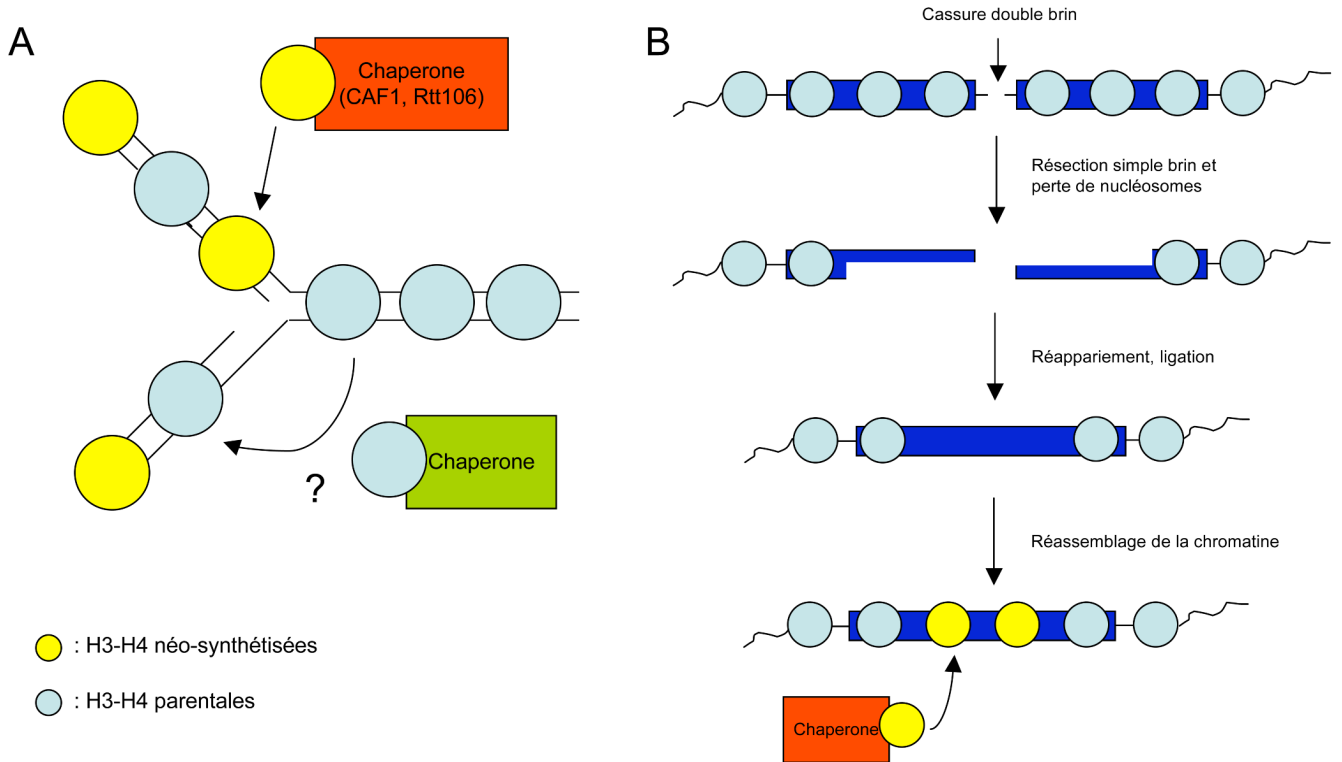 A
Chaperone
(CAF1, Rtt106)
?
Chaperone
: H3-H4 néo-synthétisées
: H3-H4 parentales
B
Cassure double brin
Résection simple brin et
perte de nucléosomes
Réappariement, ligation
Réassemblage de la chromatine
Chaperone